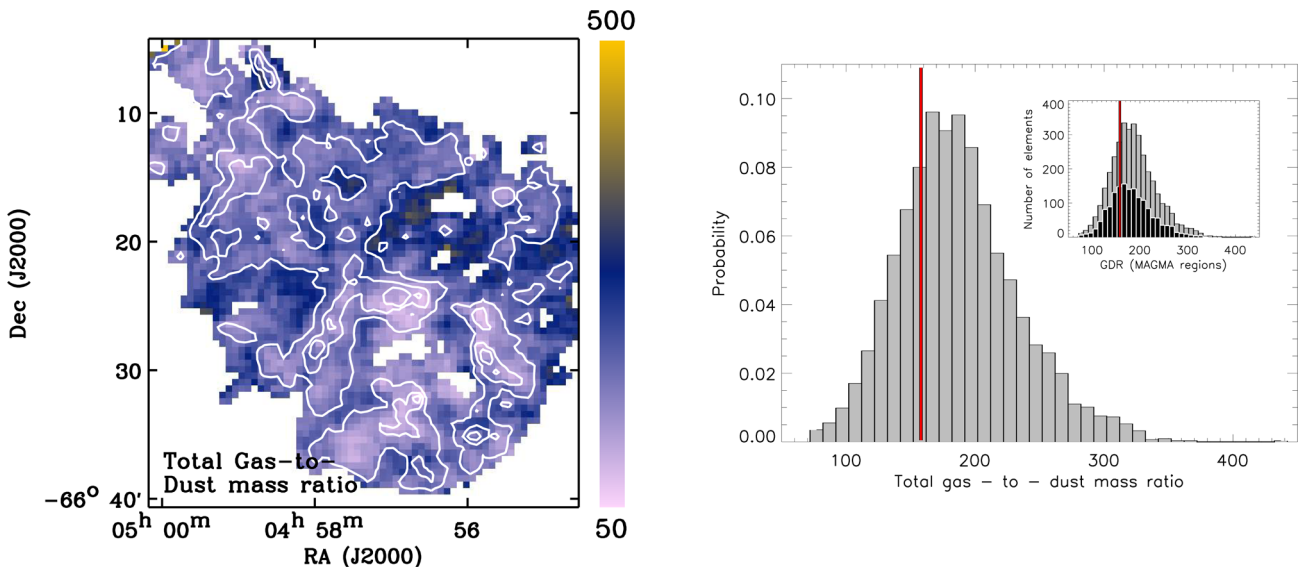 500
10
20
30
−66° 40′
Dec (J2000)
Total Gas−to−
Dust mass ratio
05ʰ 00ᵐ 04ʰ 58ᵐ 56
RA (J2000)
50
0.10
0.08
0.06
0.04
0.02
0.00
Probability
100 200 300 400
Total gas − to − dust mass ratio
400
300
200
100
0
Number of elements
100 200 300 400
GDR (MAGMA regions)